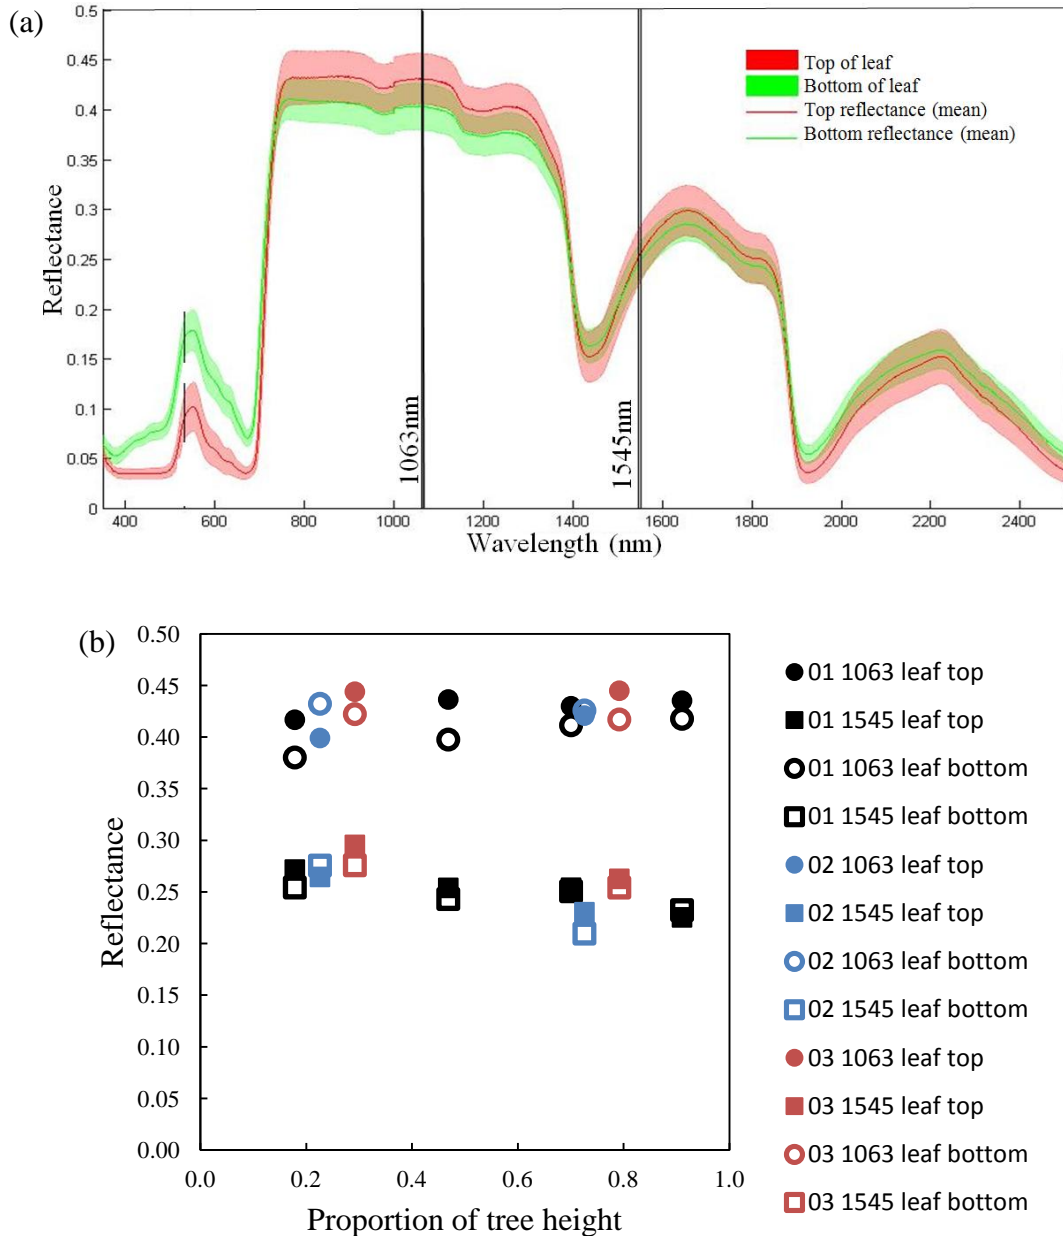 (a)
0.5
0.45
0.4
0.35
0.3
0.25
0.2
0.15
0.1
0.05
0
Reflectance
Top of leaf
Bottom of leaf
Top reflectance (mean)
Bottom reflectance (mean)
1063nm
1545nm
400 600 800 1000 1200 1400 1600 1800 2000 2200 2400
Wavelength (nm)
(b)
0.50
0.45
0.40
0.35
0.30
0.25
0.20
0.15
0.10
0.05
0.00
Reflectance
0.0 0.2 0.4 0.6 0.8 1.0
Proportion of tree height
01 1063 leaf top
01 1545 leaf top
01 1063 leaf bottom
01 1545 leaf bottom
02 1063 leaf top
02 1545 leaf top
02 1063 leaf bottom
02 1545 leaf bottom
03 1063 leaf top
03 1545 leaf top
03 1063 leaf bottom
03 1545 leaf bottom